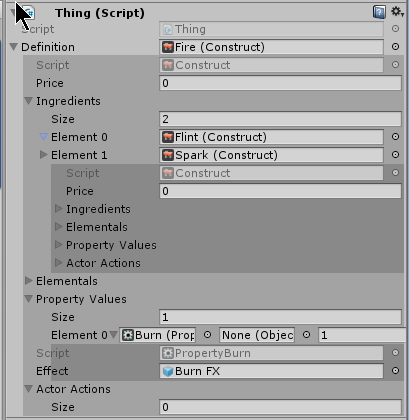 Thing (Script)
Script Thing
Definition Fire (Construct)
Script Construct
Price 0
Ingredients
Size 2
Element 0 Flint (Construct)
Element 1 Spark (Construct)
Script Construct
Price 0
Ingredients
Elementals
Property Values
Actor Actions
Elementals
Property Values
Size 1
Element 0 Burn (Prop None (Objec 1
Script PropertyBurn
Effect Burn FX
Actor Actions
Size 0